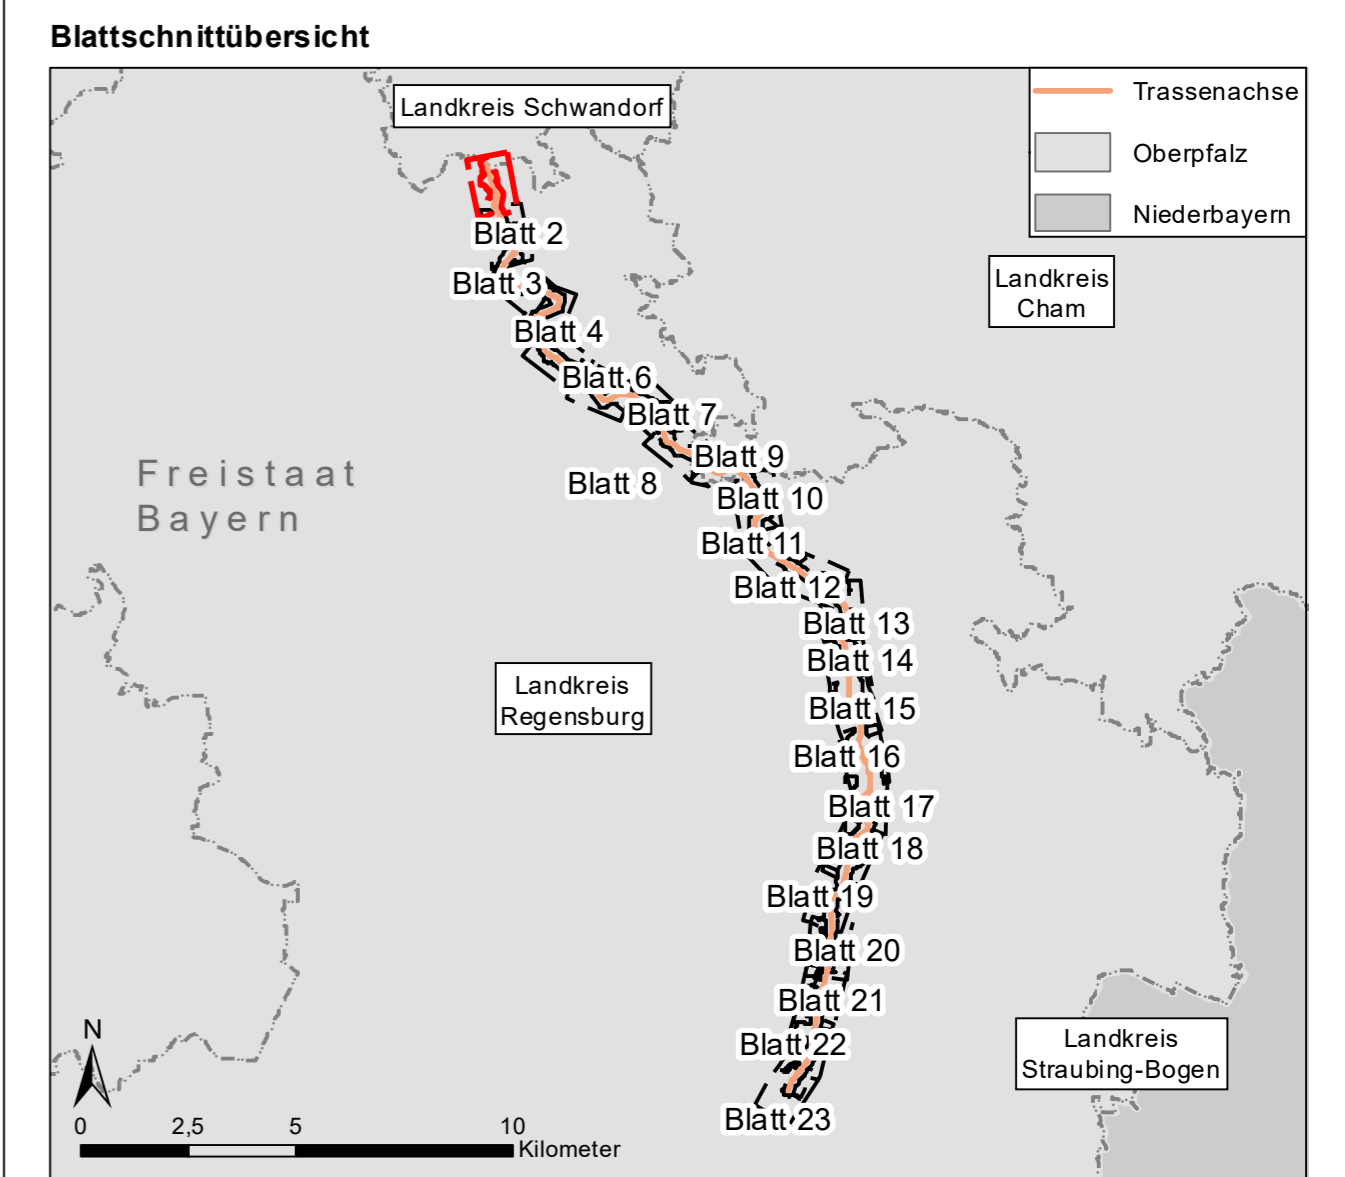 Blattschnittübersicht
Landkreis Schwandorf
Trassenachse
Oberpfalz
Niederbayern
Blatt 2
Landkreis
Cham
Blatt 3
Blatt 4
Blatt 6
Blatt 7
Blatt 9
Freistaat
Bayern
Blatt 8
Blatt 10
Blatt 11
Blatt 12
Blatt 13
Blatt 14
Landkreis
Regensburg
Blatt 15
Blatt 16
Blatt 17
Blatt 18
Blatt 19
Blatt 20
Blatt 21
Blatt 22
Landkreis
Straubing-Bogen
Blatt 23
N
0 2,5 5 10
Kilometer